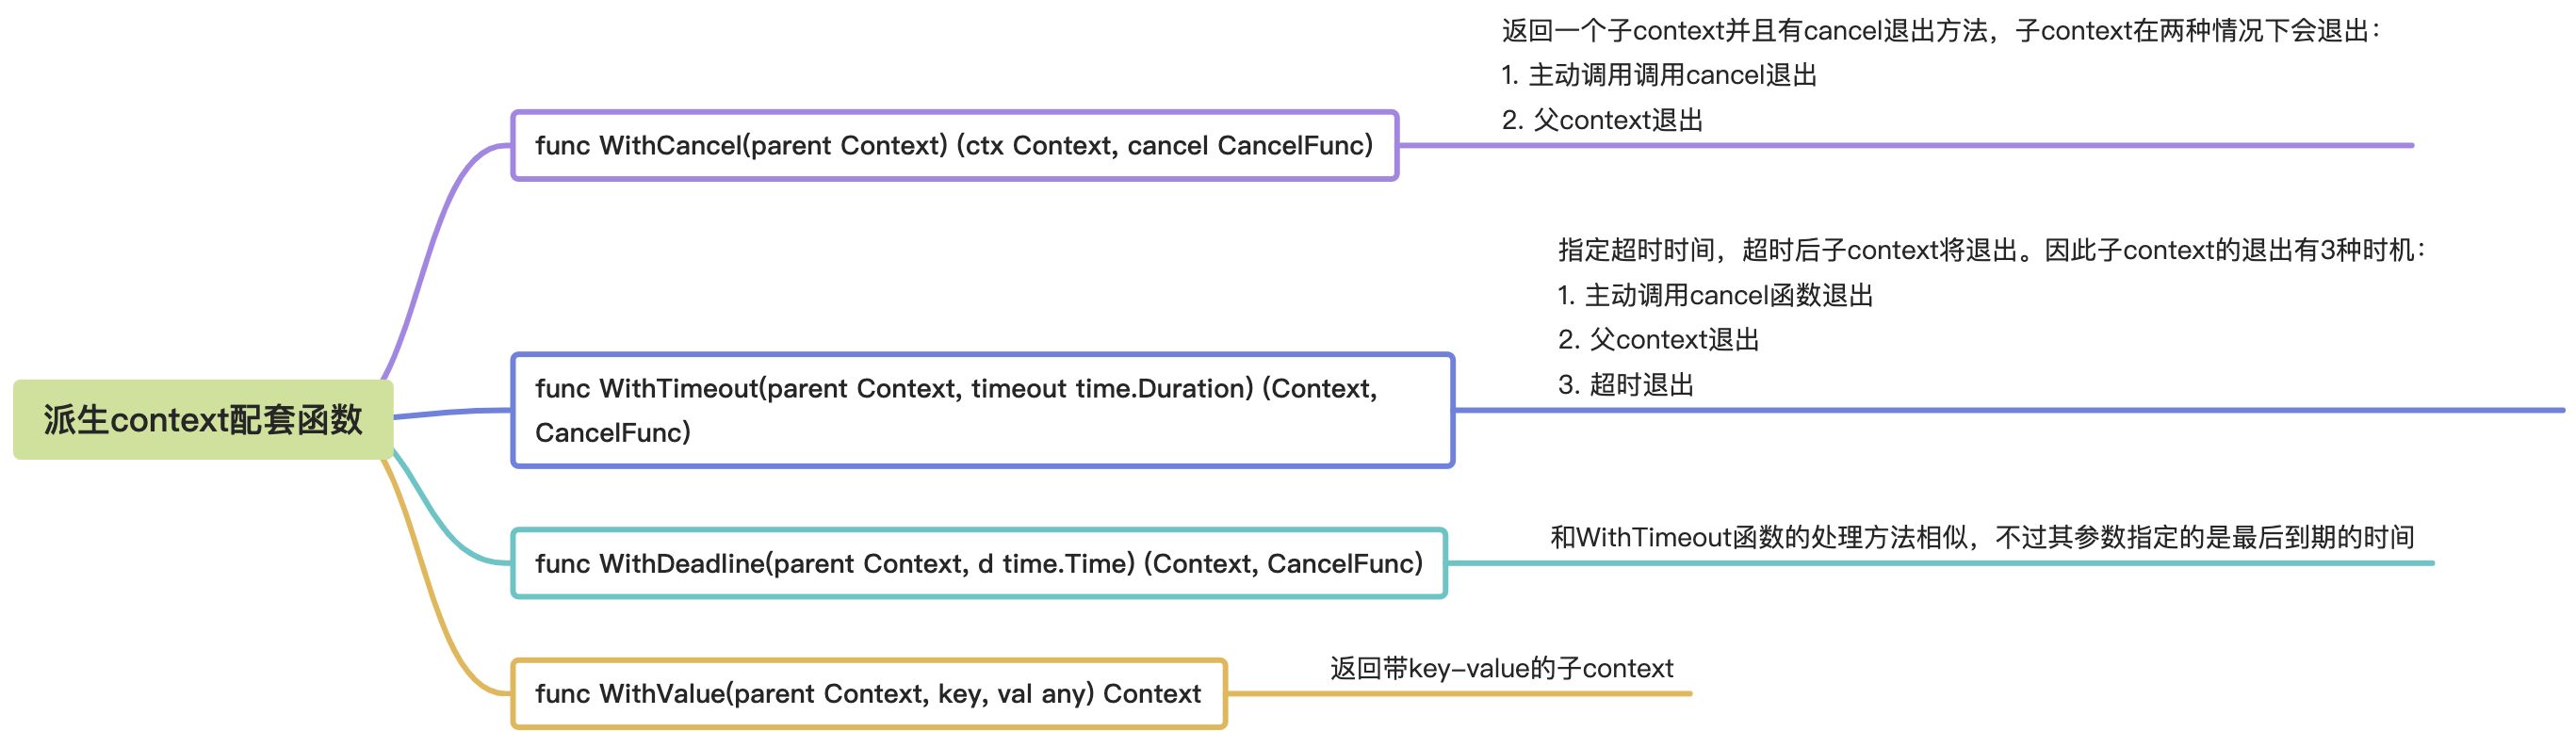 派生context配套函数
func WithCancel(parent Context) (ctx Context, cancel CancelFunc)
返回一个子context并且有cancel退出方法，子context在两种情况下会退出：
1. 主动调用调用cancel退出
2. 父context退出
func WithTimeout(parent Context, timeout time.Duration) (Context,
CancelFunc)
指定超时时间，超时后子context将退出。因此子context的退出有3种时机：
1. 主动调用cancel函数退出
2. 父context退出
3. 超时退出
func WithDeadline(parent Context, d time.Time) (Context, CancelFunc)
和WithTimeout函数的处理方法相似，不过其参数指定的是最后到期的时间
func WithValue(parent Context, key, val any) Context
返回带key-value的子context